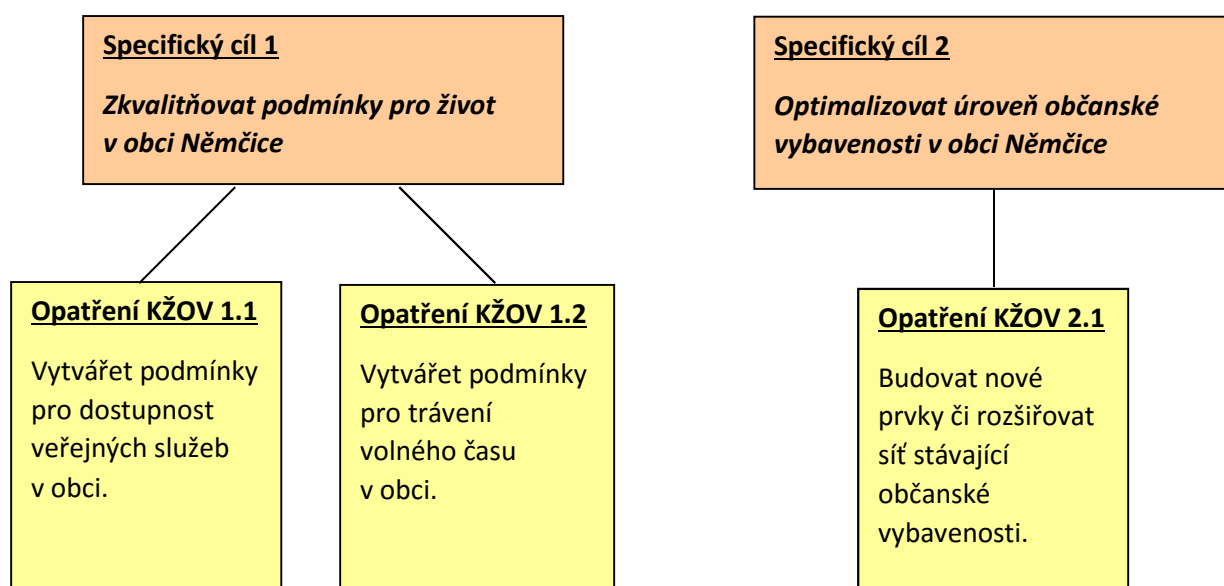 Specifický cíl 1
Zkvalitňovat podmínky pro život
v obci Němčice
Specifický cíl 2
Optimalizovat úroveň občanské
vybavenosti v obci Němčice
Opatření KŽOV 1.1
Vytvářet podmínky
pro dostupnost
veřejných služeb
v obci.
Opatření KŽOV 1.2
Vytvářet podmínky
pro trávení
volného času
v obci.
Opatření KŽOV 2.1
Budovat nové
prvky či rozšiřovat
síť stávající
občanské
vybavenosti.